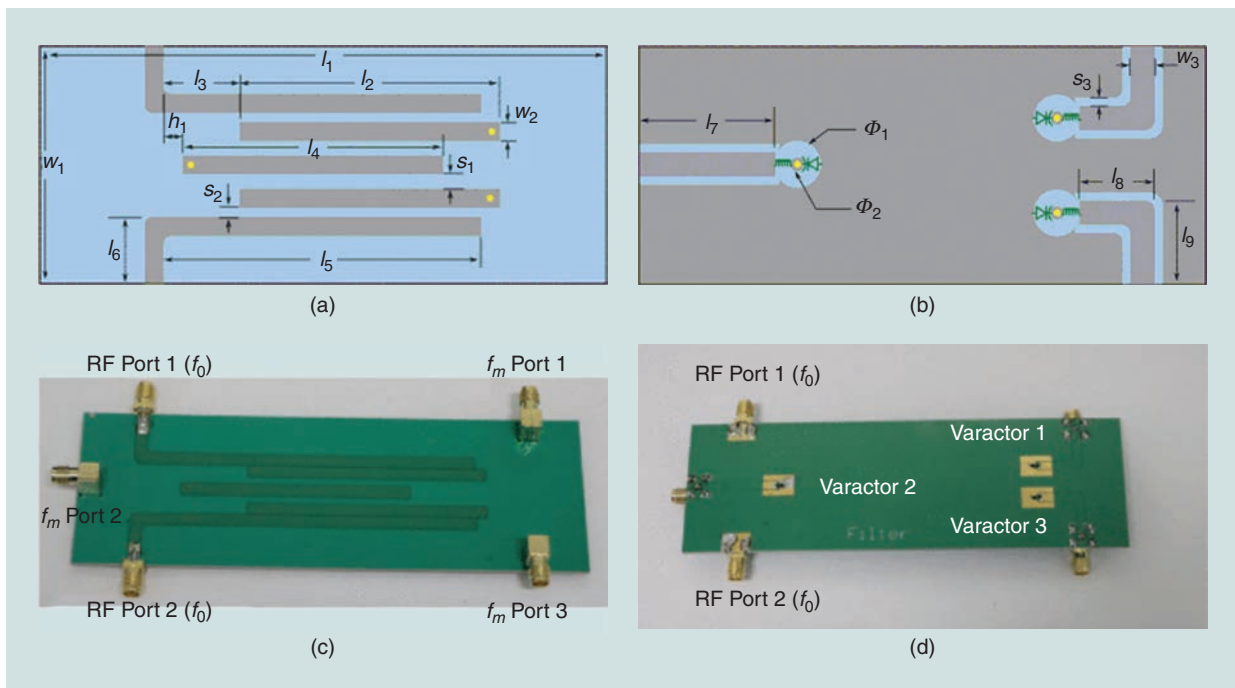 l1
l3
l2
h1
w2
l4
w1
s1
s2
l6
l5
(a)
w3
s3
l7
Φ1
Φ2
l8
l9
(b)
RF Port 1 (f0)
fm Port 1
fm Port 2
RF Port 2 (f0)
fm Port 3
(c)
RF Port 1 (f0)
Varactor 1
Varactor 2
Varactor 3
Filter
RF Port 2 (f0)
(d)